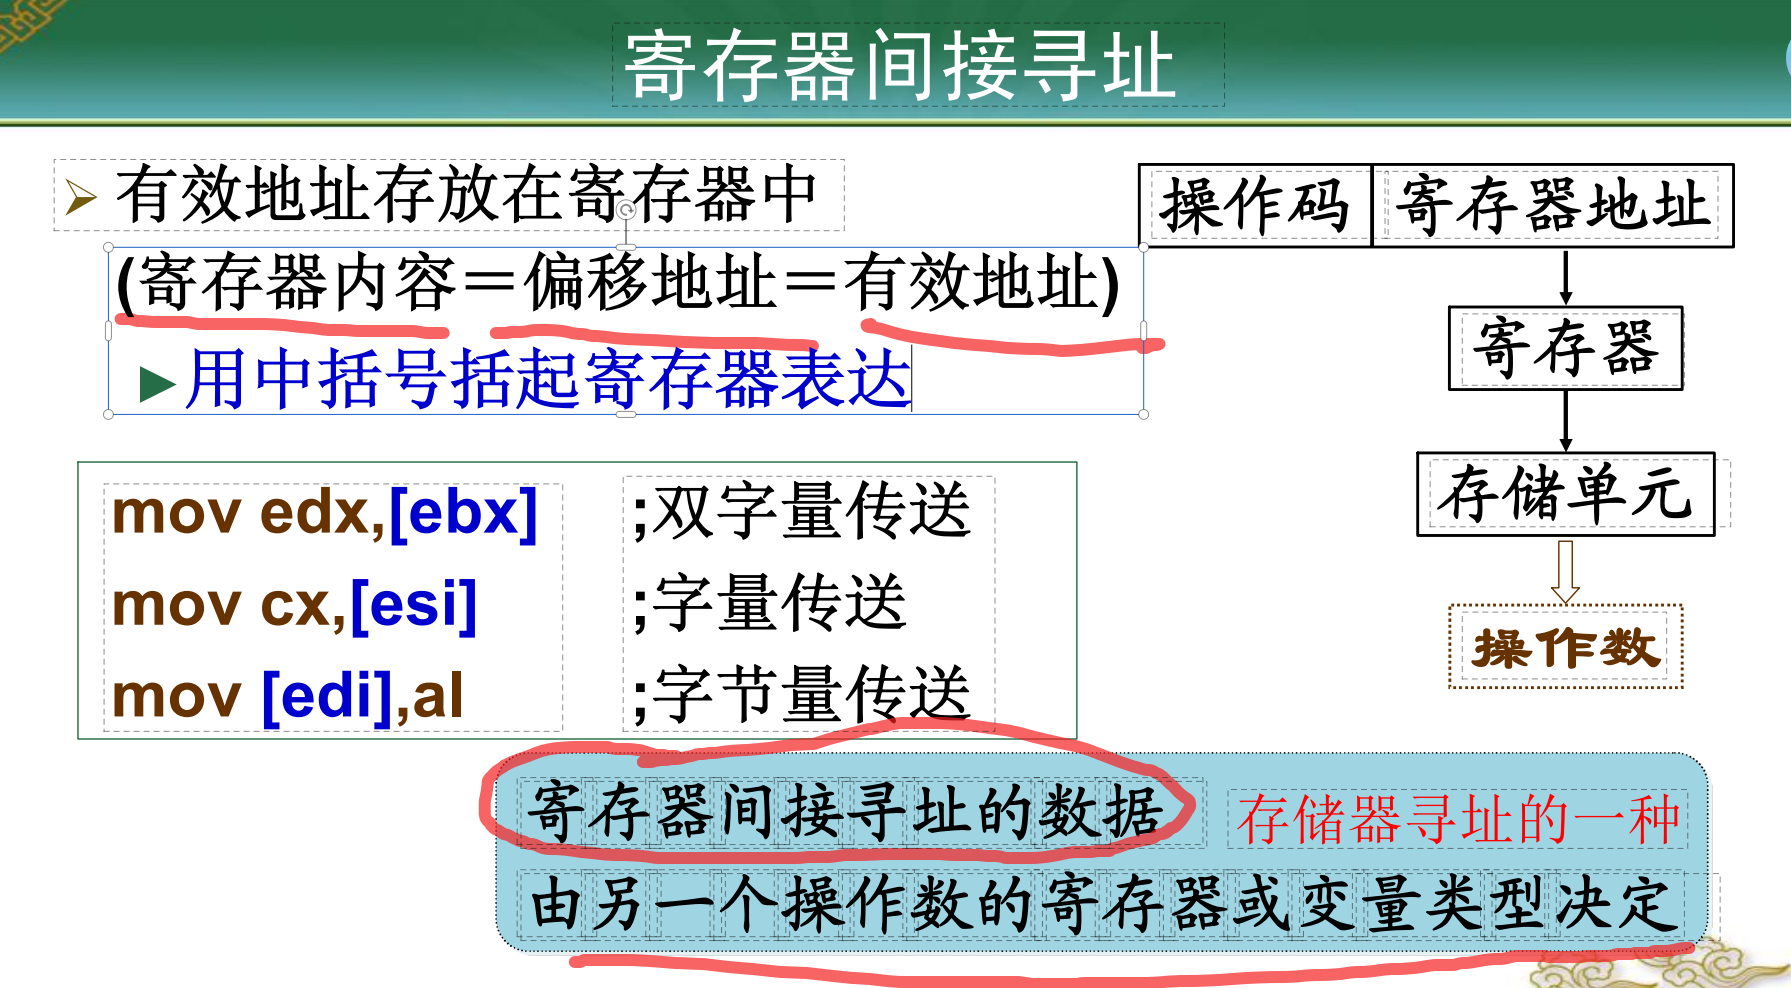 寄存器间接寻址
有效地址存放在寄存器中
(寄存器内容＝偏移地址＝有效地址)
用中括号括起寄存器表达
操作码 寄存器地址
寄存器
存储单元
操作数
mov edx,[ebx] ;双字量传送
mov cx,[esi] ;字量传送
mov [edi],al ;字节量传送
寄存器间接寻址的数据 存储器寻址的一种
由另一个操作数的寄存器或变量类型决定